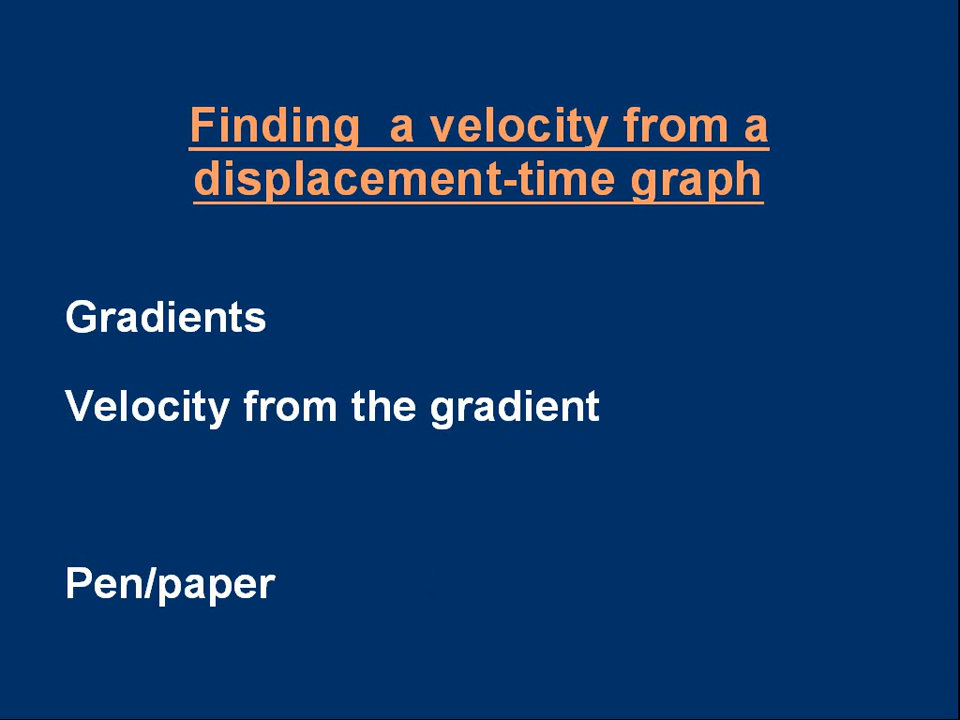 Finding  a velocity from a
displacement-time graph
Gradients
Velocity from the gradient
Pen/paper